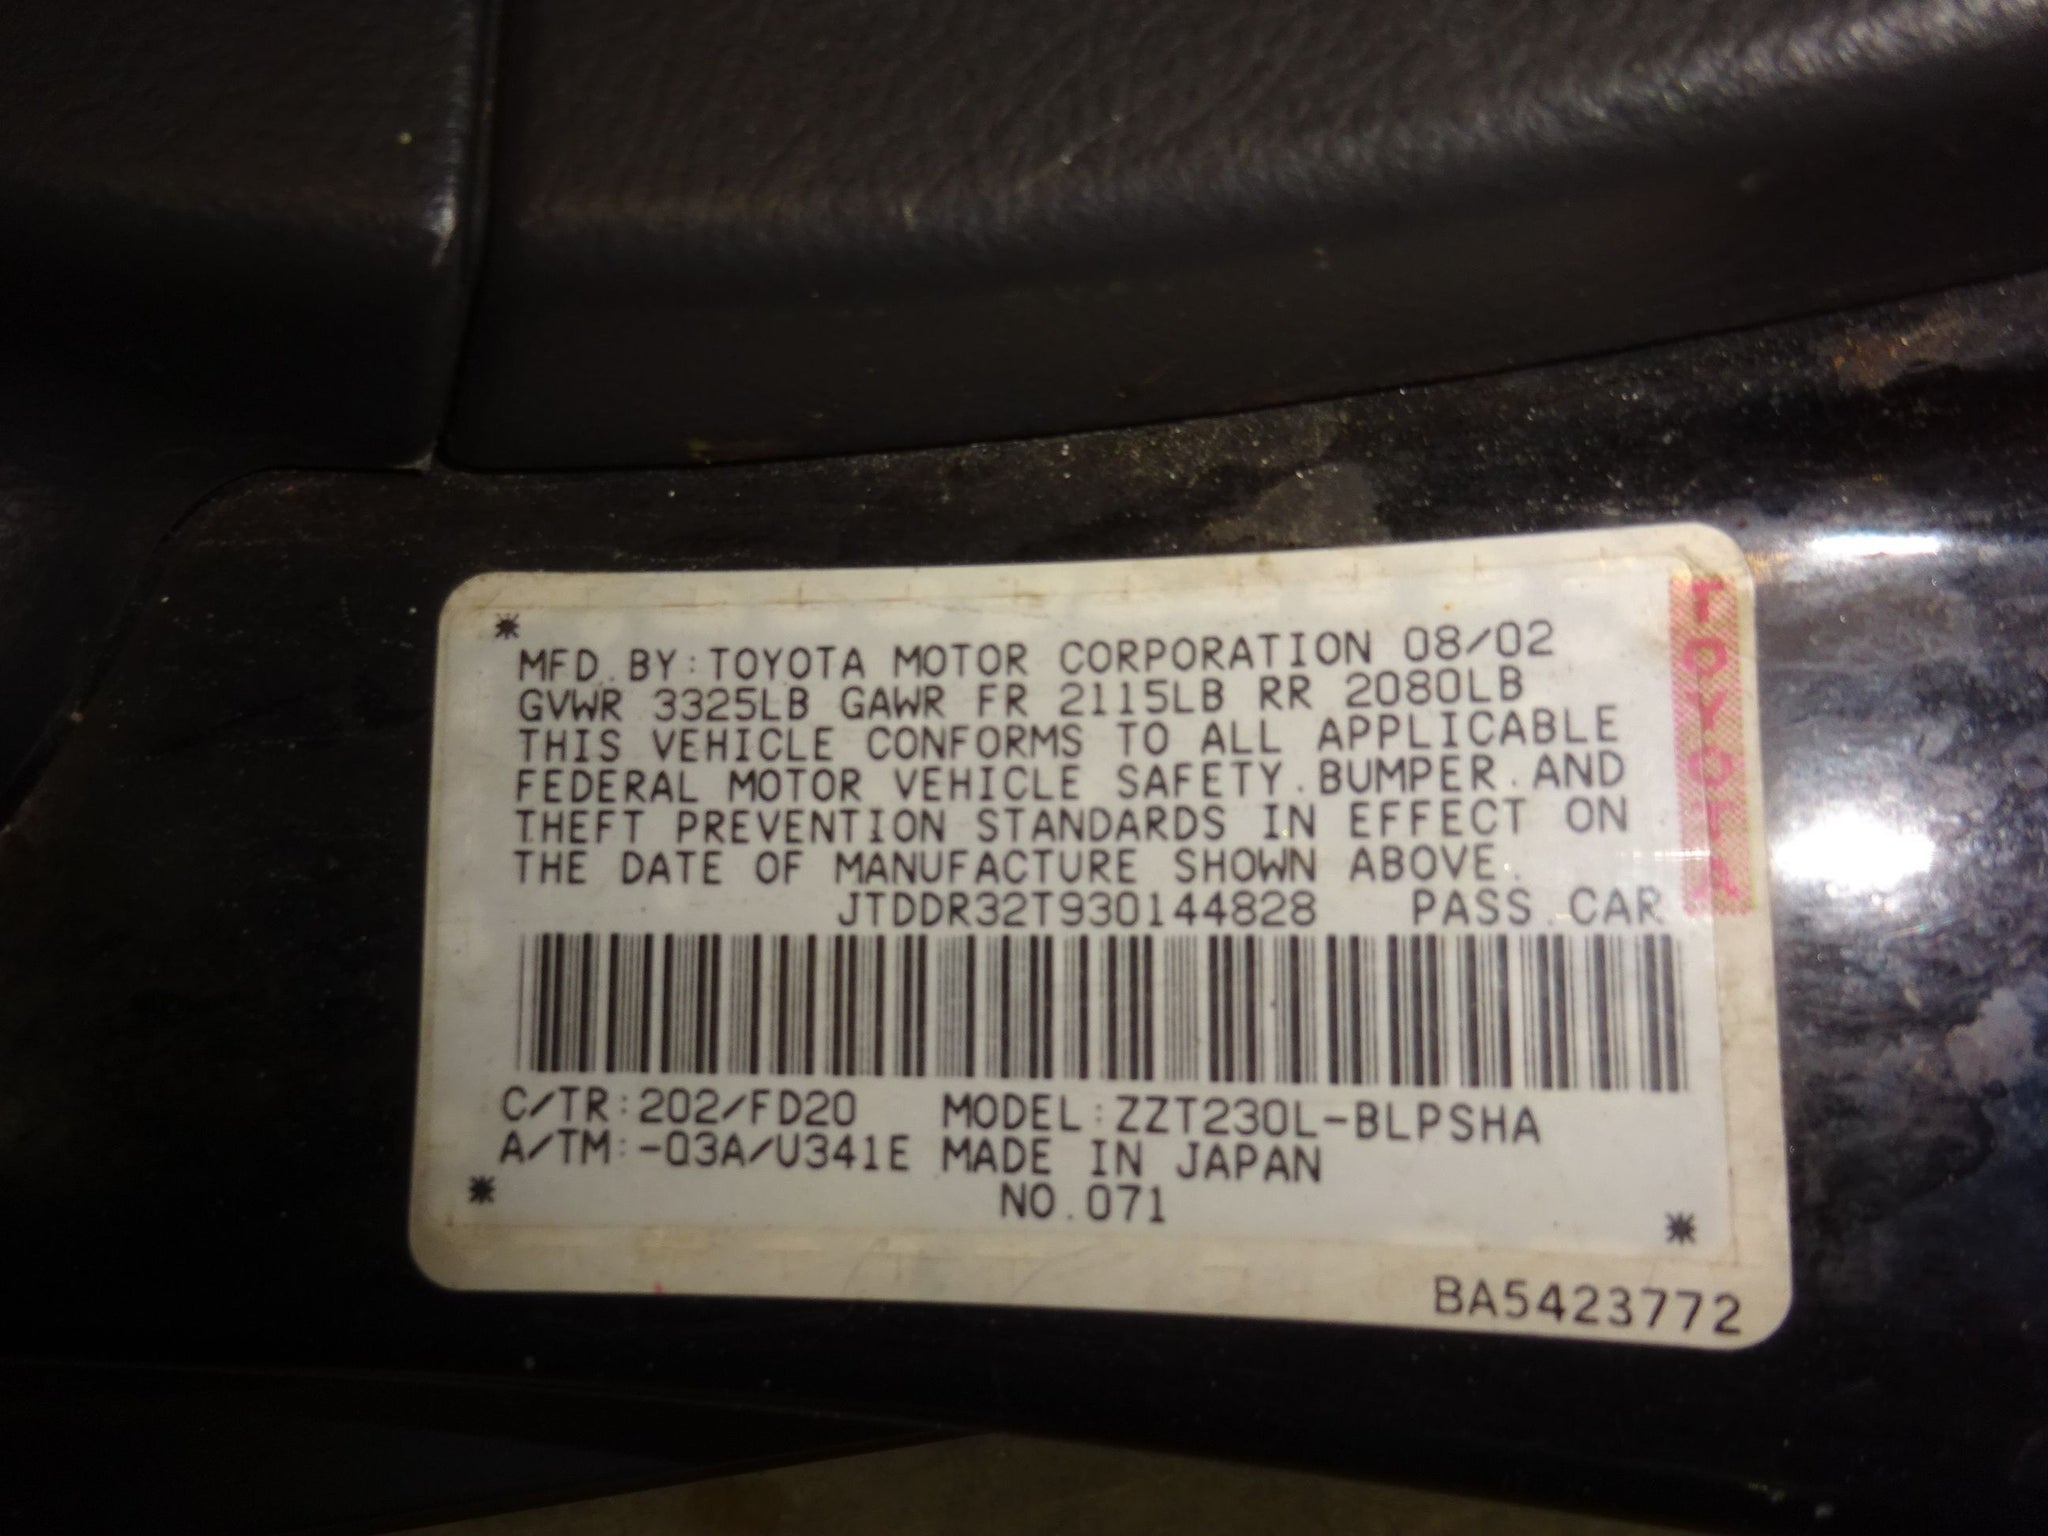 MFD.BY:TOYOTA MOTOR CORPORATION 08/02
GVWR 3325LB GAWR FR 2115LB RR 2080LB
THIS VEHICLE CONFORMS TO ALL APPLICABLE
FEDERAL MOTOR VEHICLE SAFETY.BUMPER.AND
THEFT PREVENTION STANDARDS IN EFFECT ON
THE DATE OF MANUFACTURE SHOWN ABOVE.
JTDDR32T930144828 PASS.CAR
C/TR:202/FD20 MODEL:ZZT230L-BLPSHA
A/TM:-03A/U341E MADE IN JAPAN
NO.071
BA5423772
TOYOTA